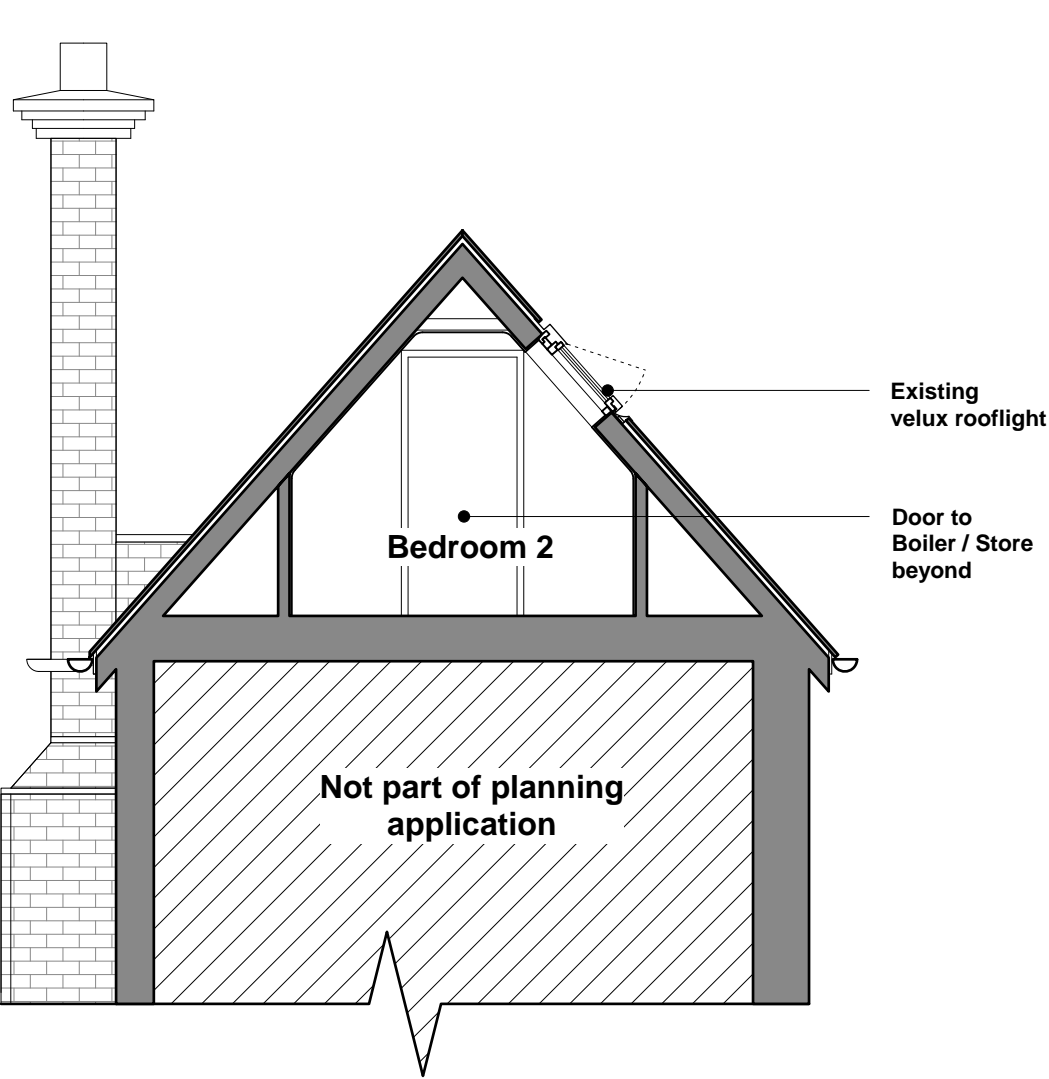 Existing
velux rooflight
Door to
Boiler / Store
beyond
Bedroom 2
Not part of planning
application